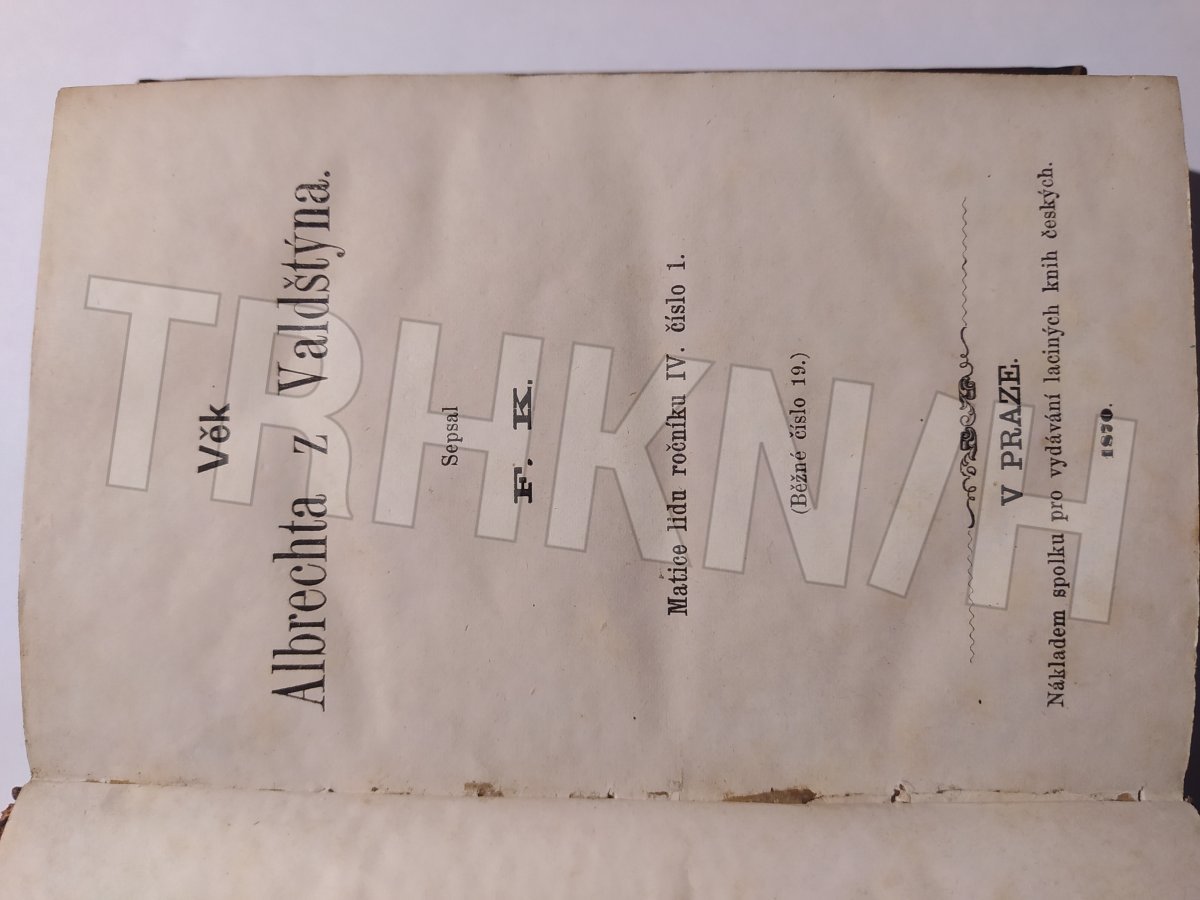 Věk
Albrechta z Valdštýna.
Sepsal
F. K.
Matice lidu ročníku IV. číslo 1.
(Běžné číslo 19.)
V PRAZE.
Nákladem spolku pro vydávání laciných knih českých.
1870.
TRHKNIH